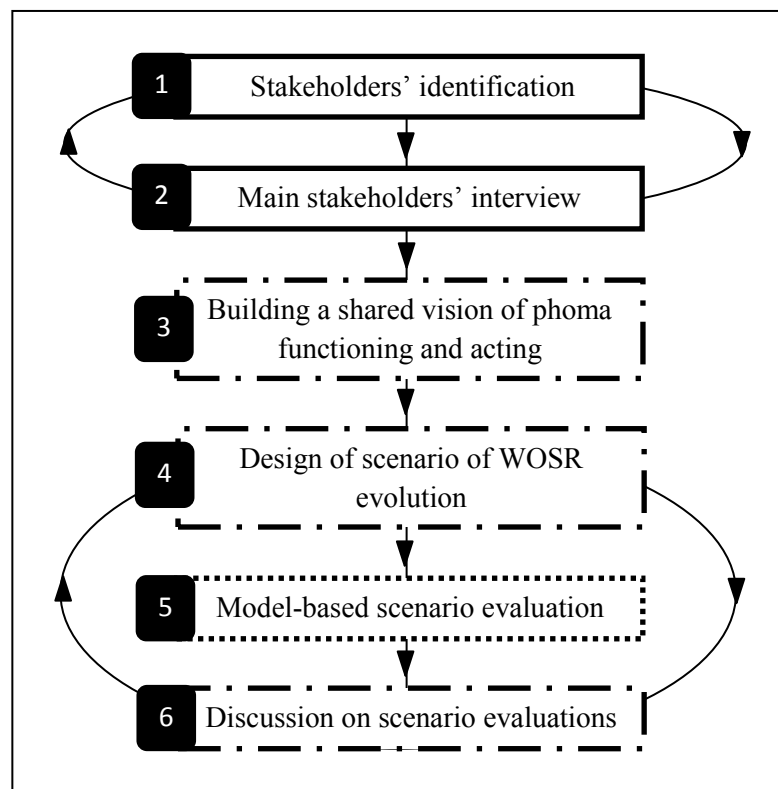 1 Stakeholders’ identification
2 Main stakeholders’ interview
3 Building a shared vision of phoma
functioning and acting
4 Design of scenario of WOSR
evolution
5 Model-based scenario evaluation
6 Discussion on scenario evaluations